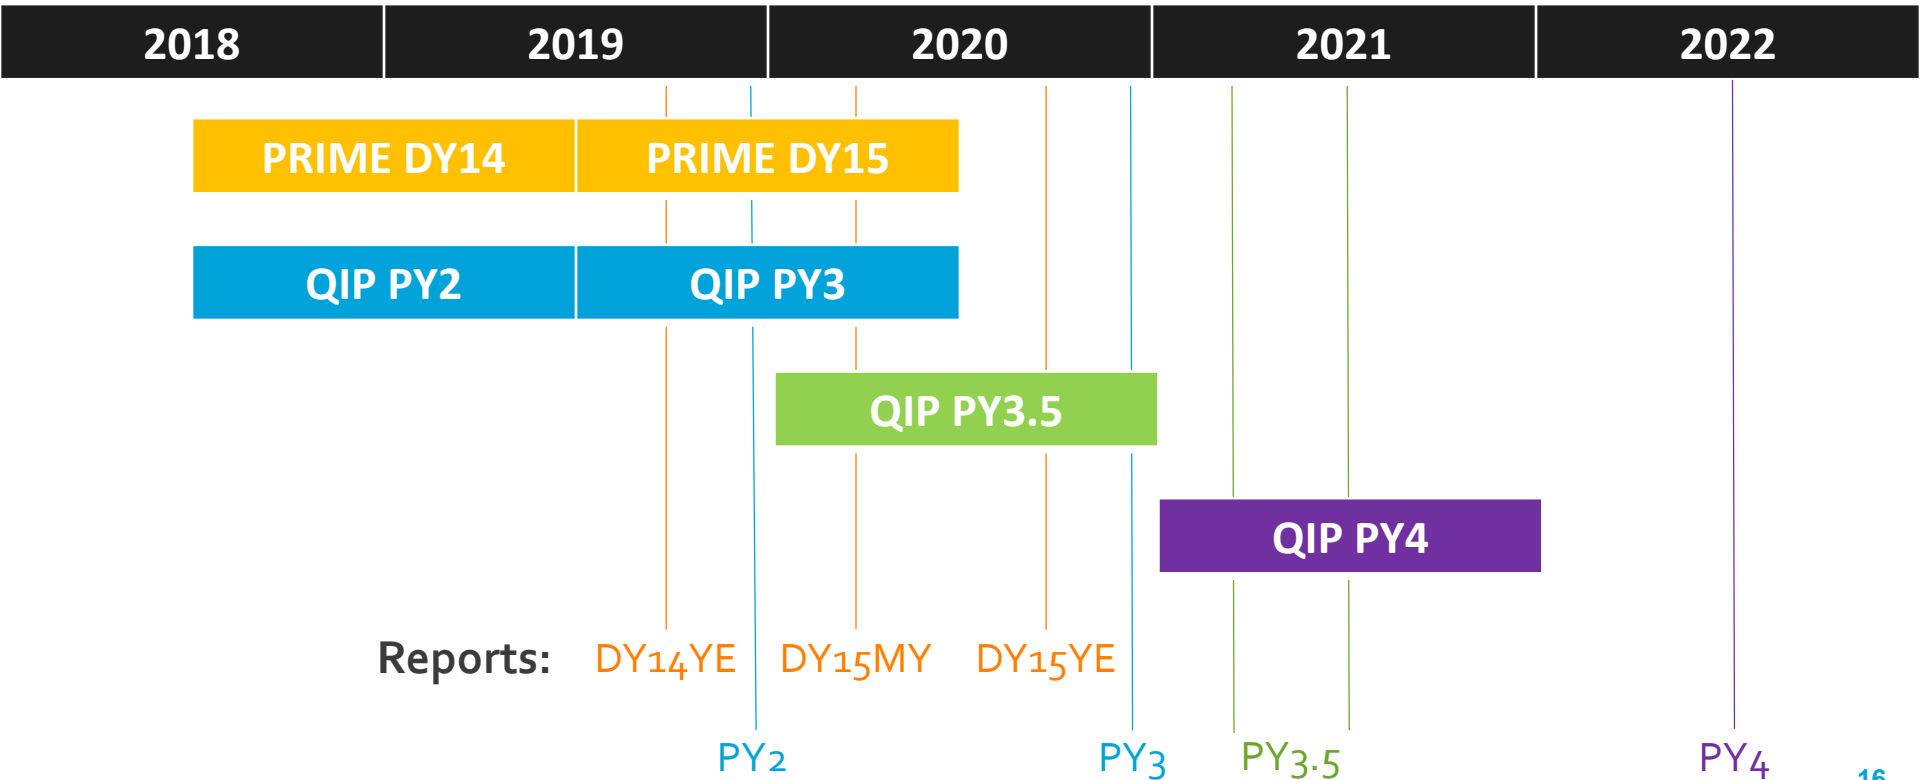 2018 2019 2020 2021 2022
PRIME DY14 PRIME DY15
QIP PY2 QIP PY3
QIP PY3.5
QIP PY4
Reports: DY14YE DY15MY DY15YE
PY2 PY3 PY3.5 PY4
16